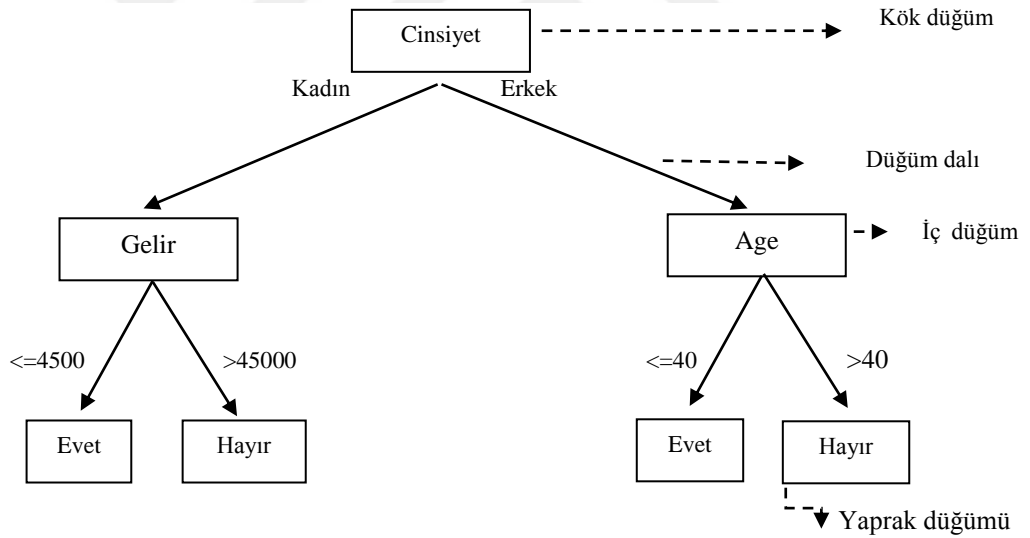 Cinsiyet
Kök düğüm
Kadın
Erkek
Düğüm dalı
Gelir
Age
İç düğüm
<=4500
>45000
<=40
>40
Evet
Hayır
Evet
Hayır
Yaprak düğümü